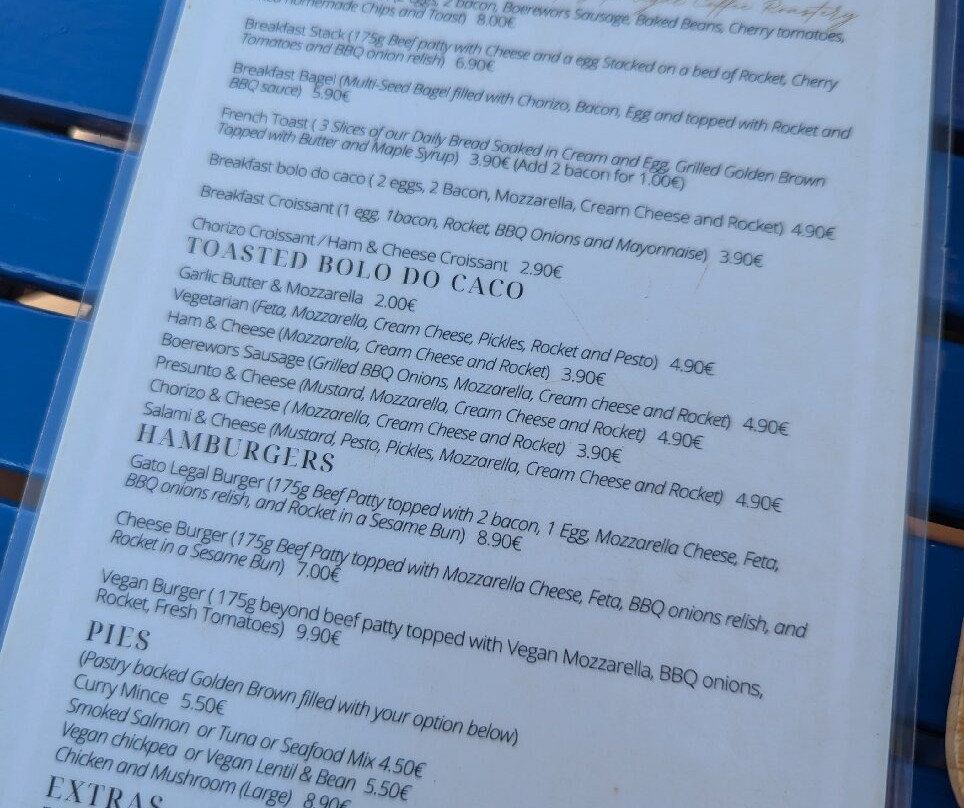 Coffee Roastery
eggs, 2 bacon, Boerewors Sausage, Baked Beans, Cherry tomatoes,
homemade Chips and Toast) 8.00€
Breakfast Stack (175g Beef patty with Cheese and a egg Stacked on a bed of Rocket, Cherry
Tomatoes and BBQ onion relish) 6.90€
Breakfast Bagel (Multi-Seed Bagel filled with Chorizo, Bacon, Egg and topped with Rocket and
BBQ sauce) 5.90€
French Toast ( 3 Slices of our Daily Bread Soaked in Cream and Egg, Grilled Golden Brown
Topped with Butter and Maple Syrup) 3.90€ (Add 2 bacon for 1.00€)
Breakfast bolo do caco ( 2 eggs, 2 Bacon, Mozzarella, Cream Cheese and Rocket) 4.90€
Breakfast Croissant (1 egg, 1bacon, Rocket, BBQ Onions and Mayonnaise) 3.90€
Chorizo Croissant / Ham & Cheese Croissant 2.90€
TOASTED BOLO DO CACO
Garlic Butter & Mozzarella 2.00€
Vegetarian (Feta, Mozzarella, Cream Cheese, Pickles, Rocket and Pesto) 4.90€
Ham & Cheese (Mozzarella, Cream Cheese and Rocket) 3.90€
Boerewors Sausage (Grilled BBQ Onions, Mozzarella, Cream cheese and Rocket) 4.90€
Presunto & Cheese (Mustard, Mozzarella, Cream Cheese and Rocket) 4.90€
Chorizo & Cheese ( Mozzarella, Cream Cheese and Rocket) 3.90€
Salami & Cheese (Mustard, Pesto, Pickles, Mozzarella, Cream Cheese and Rocket) 4.90€
HAMBURGERS
Gato Legal Burger (175g Beef Patty topped with 2 bacon, 1 Egg, Mozzarella Cheese, Feta,
BBQ onions relish, and Rocket in a Sesame Bun) 8.90€
Cheese Burger (175g Beef Patty topped with Mozzarella Cheese, Feta, BBQ onions relish, and
Rocket in a Sesame Bun) 7.00€
Vegan Burger ( 175g beyond beef patty topped with Vegan Mozzarella, BBQ onions,
Rocket, Fresh Tomatoes) 9.90€
PIES
(Pastry backed Golden Brown filled with your option below)
Curry Mince 5.50€
Smoked Salmon or Tuna or Seafood Mix 4.50€
Vegan chickpea or Vegan Lentil & Bean 5.50€
Chicken and Mushroom (Large) 8.90€
EXTRAS